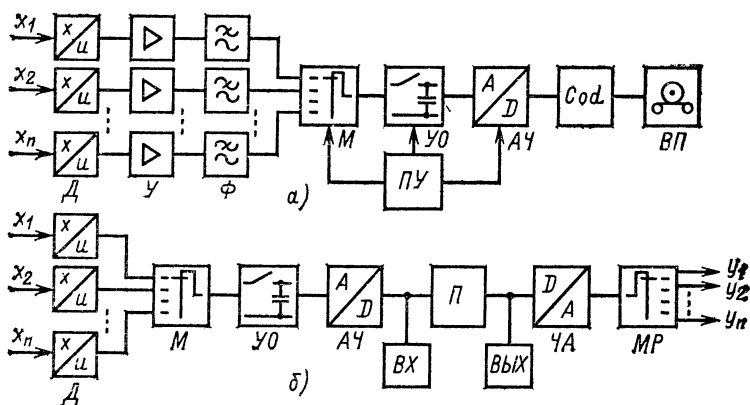 x1 x/u
x2 x/u
xn x/u
Д У Ф а) М УО A/D АЧ Cod ВП
ПУ
x1 x/u
x2 x/u
xn x/u
Д М УО A/D АЧ П D/A ЧА МР y1
y2
yn
ВХ ВЫХ
б)